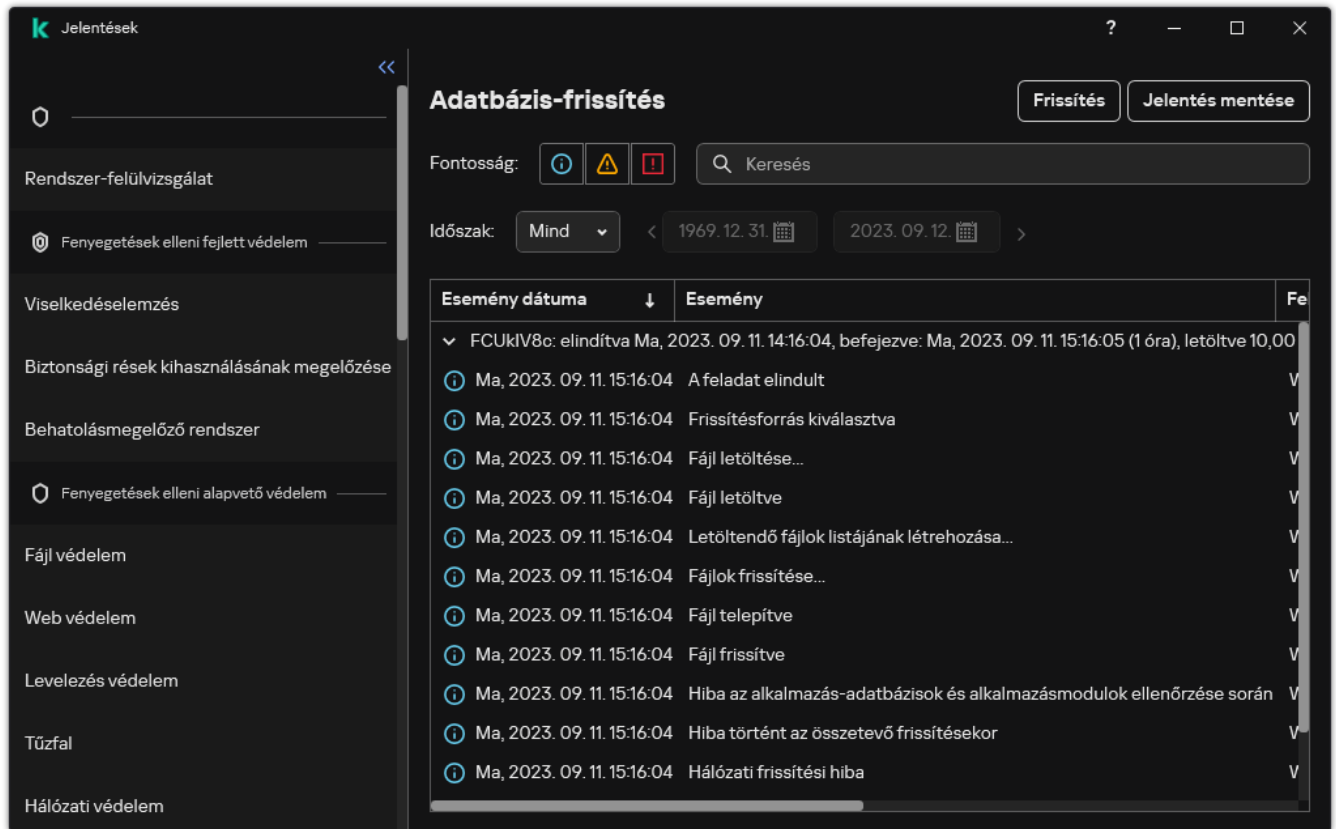 Jelentések
?
Rendszer-felülvizsgálat
Fenyegetések elleni fejlett védelem
Viselkedéselemzés
Biztonsági rések kihasználásának megelőzése
Behatolásmegelőző rendszer
Fenyegetések elleni alapvető védelem
Fájl védelem
Web védelem
Levelezés védelem
Tűzfal
Hálózati védelem
Adatbázis-frissítés
Frissítés
Jelentés mentése
Fontosság:
Keresés
Időszak:
Mind
1969. 12. 31.
2023. 09. 12.
Esemény dátuma
Esemény
Fel
FCUkIV8c: elindítva Ma, 2023. 09. 11. 14:16:04, befejezve: Ma, 2023. 09. 11. 15:16:05 (1 óra), letöltve 10,00
Ma, 2023. 09. 11. 15:16:04 A feladat elindult
Ma, 2023. 09. 11. 15:16:04 Frissítésforrás kiválasztva
Ma, 2023. 09. 11. 15:16:04 Fájl letöltése...
Ma, 2023. 09. 11. 15:16:04 Fájl letöltve
Ma, 2023. 09. 11. 15:16:04 Letöltendő fájlok listájának létrehozása...
Ma, 2023. 09. 11. 15:16:04 Fájlok frissítése...
Ma, 2023. 09. 11. 15:16:04 Fájl telepítve
Ma, 2023. 09. 11. 15:16:04 Fájl frissítve
Ma, 2023. 09. 11. 15:16:04 Hiba az alkalmazás-adatbázisok és alkalmazásmodulok ellenőrzése során
Ma, 2023. 09. 11. 15:16:04 Hiba történt az összetevő frissítésekor
Ma, 2023. 09. 11. 15:16:04 Hálózati frissítési hiba